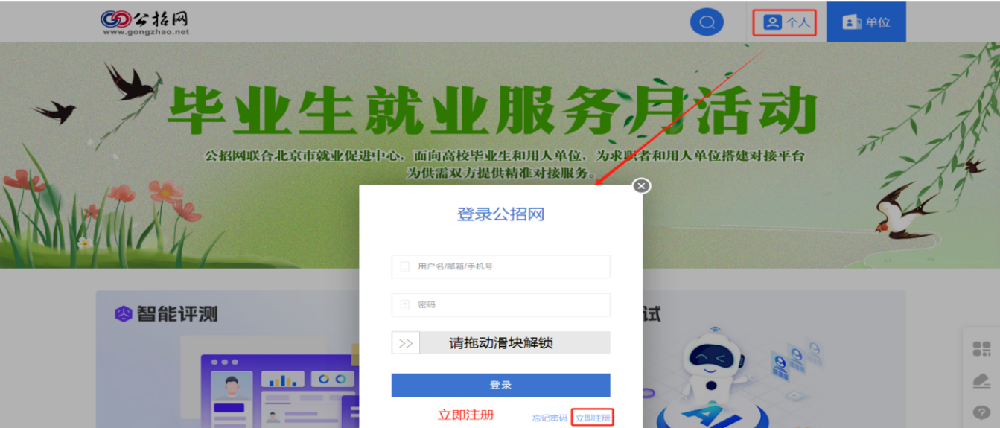 公招网
www.gongzhao.net
个人
单位
毕业生就业服务月活动
公招网联合北京市就业促进中心，面向高校毕业生和用人单位，为求职者和用人单位搭建对接平台
为供需双方提供精准对接服务。
登录公招网
用户名/邮箱/手机号
密码
智能评测
试
>>
请拖动滑块解锁
登录
立即注册
忘记密码
立即注册
AI